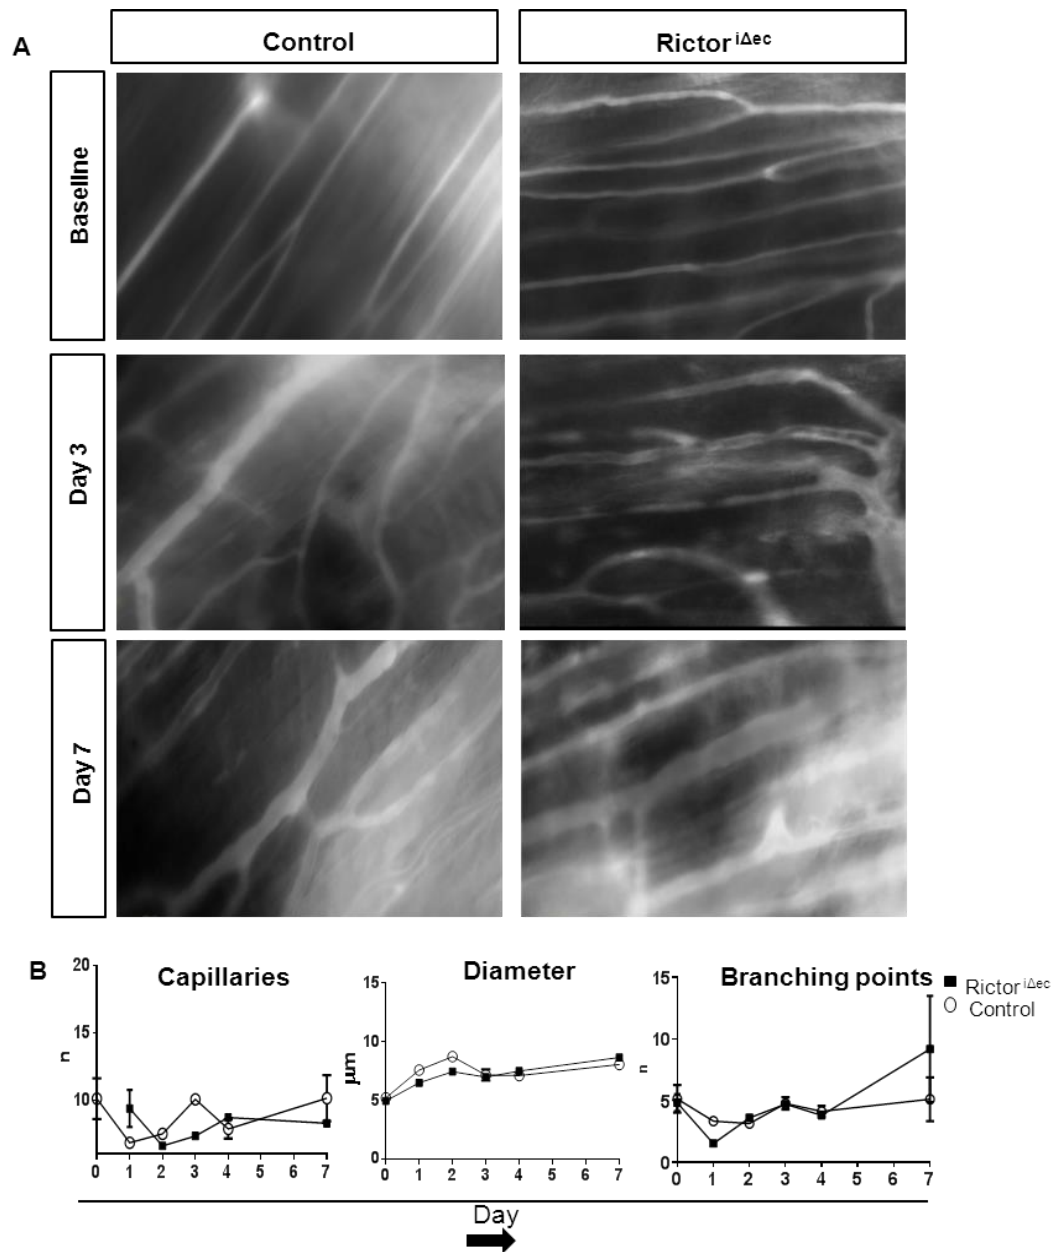 A
Control
Rictor iΔec
Basellne
Day 3
Day 7
B
Capillaries
Diameter
Branching points
Rictor iΔec
Control
20
15
10
n
0 1 2 3 4 5 6 7
15
10
5
0
μm
0 1 2 3 4 5 6 7
15
10
5
0
n
0 1 2 3 4 5 6 7
Day